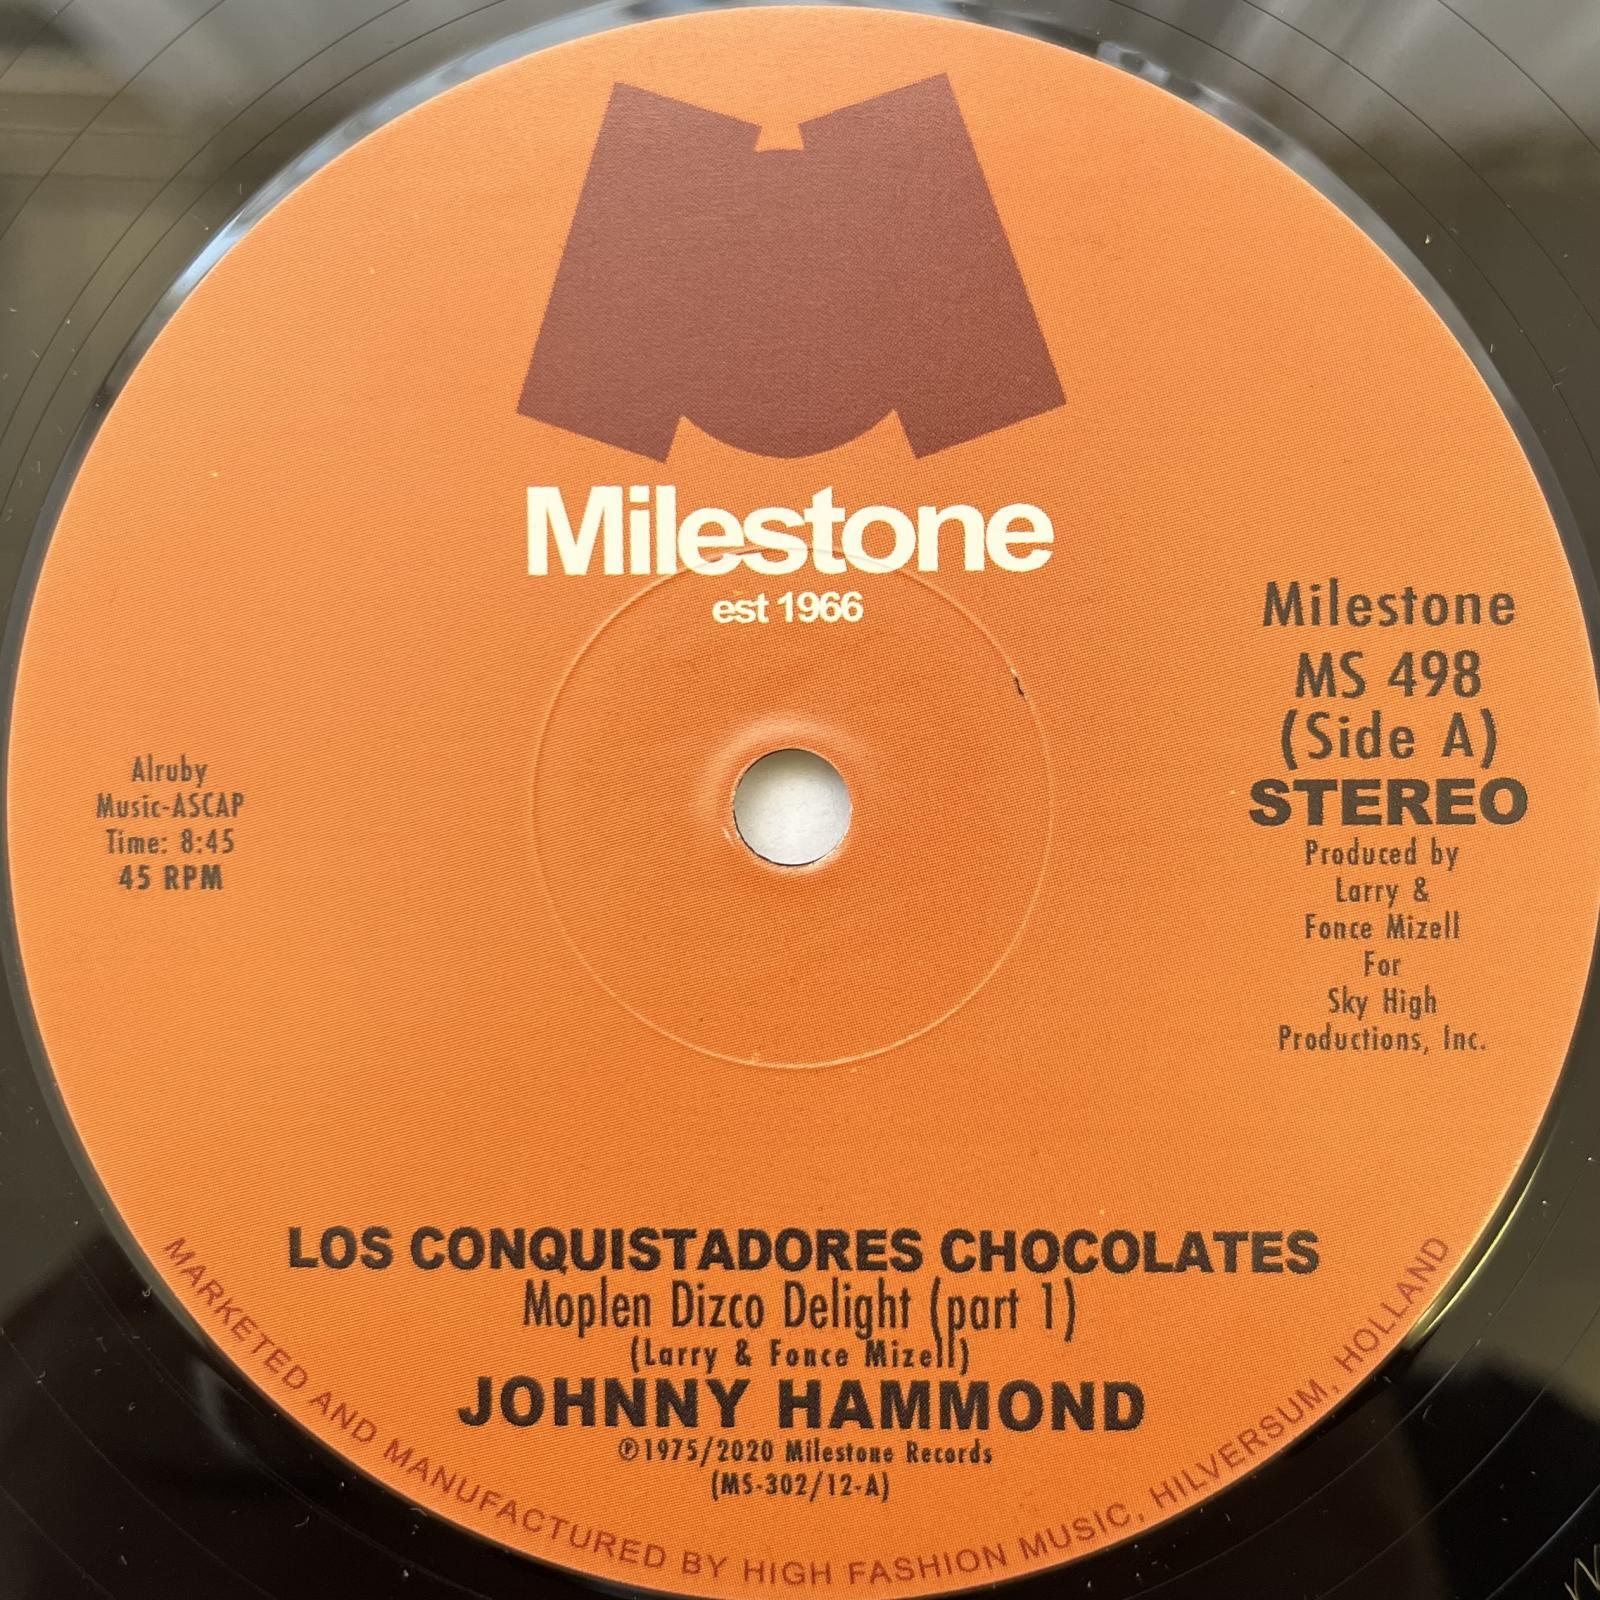 Milestone
est 1966
Alruby
Music-ASCAP
Time: 8:45
45 RPM
Milestone
MS 498
(Side A)
STEREO
Produced by
Larry &
Fonce Mizell
For
Sky High
Productions, Inc.
LOS CONQUISTADORES CHOCOLATES
Moplen Dizco Delight (part 1)
(Larry & Fonce Mizell)
JOHNNY HAMMOND
℗1975/2020 Milestone Records
(MS-302/12-A)
MARKETED AND MANUFACTURED BY HIGH FASHION MUSIC, HILVERSUM, HOLLAND